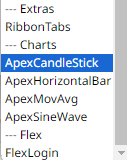 --- Extras
RibbonTabs
--- Charts
ApexCandleStick
ApexHorizontalBar
ApexMovAvg
ApexSineWave
--- Flex
FlexLogin